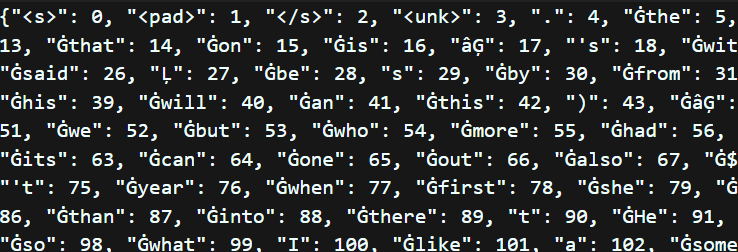 {"<s>": 0, "<pad>": 1, "</s>": 2, "<unk>": 3, ".": 4, "Ġthe": 5,
13, "Ġthat": 14, "Ġon": 15, "Ġis": 16, "âĢ": 17, "'s": 18, "Ġwit
"Ġsaid": 26, "Ļ": 27, "Ġbe": 28, "s": 29, "Ġby": 30, "Ġfrom": 31
"Ġhis": 39, "Ġwill": 40, "Ġan": 41, "Ġthis": 42, ")": 43, "ĠâĢ":
51, "Ġwe": 52, "Ġbut": 53, "Ġwho": 54, "Ġmore": 55, "Ġhad": 56,
"Ġits": 63, "Ġcan": 64, "Ġone": 65, "Ġout": 66, "Ġalso": 67, "Ġ$
"'t": 75, "Ġyear": 76, "Ġwhen": 77, "Ġfirst": 78, "Ġshe": 79, "Ġ
86, "Ġthan": 87, "Ġinto": 88, "Ġthere": 89, "t": 90, "ĠHe": 91,
"Ġso": 98, "Ġwhat": 99, "I": 100, "Ġlike": 101, "a": 102, "Ġsome